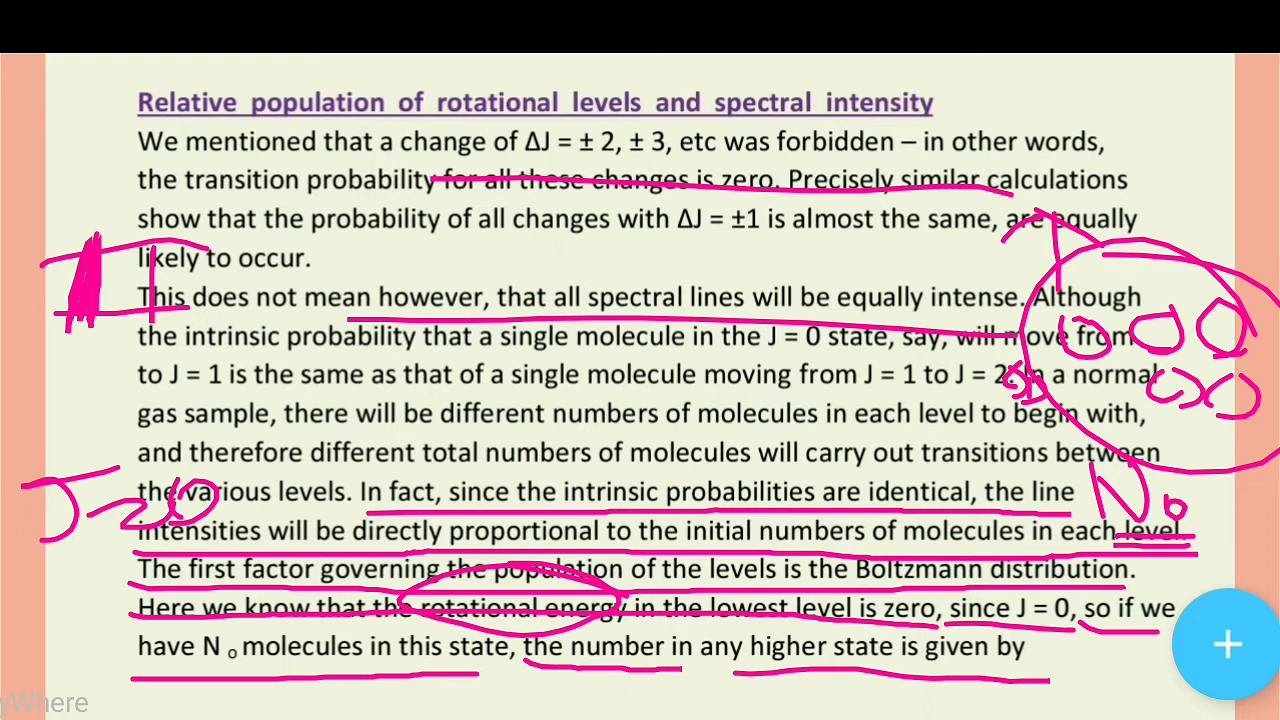 Relative population of rotational levels and spectral intensity
We mentioned that a change of ΔJ = ± 2, ± 3, etc was forbidden – in other words,
the transition probability for all these changes is zero. Precisely similar calculations
show that the probability of all changes with ΔJ = ±1 is almost the same, are equally
likely to occur.
This does not mean however, that all spectral lines will be equally intense. Although
the intrinsic probability that a single molecule in the J = 0 state, say, will move from
to J = 1 is the same as that of a single molecule moving from J = 1 to J = 2. In a normal
gas sample, there will be different numbers of molecules in each level to begin with,
and therefore different total numbers of molecules will carry out transitions between
the various levels. In fact, since the intrinsic probabilities are identical, the line
J=0
N₀
intensities will be directly proportional to the initial numbers of molecules in each level.
The first factor governing the population of the levels is the Boltzmann distribution.
Here we know that the rotational energy in the lowest level is zero, since J = 0, so if we
have N ₀ molecules in this state, the number in any higher state is given by
yWhere